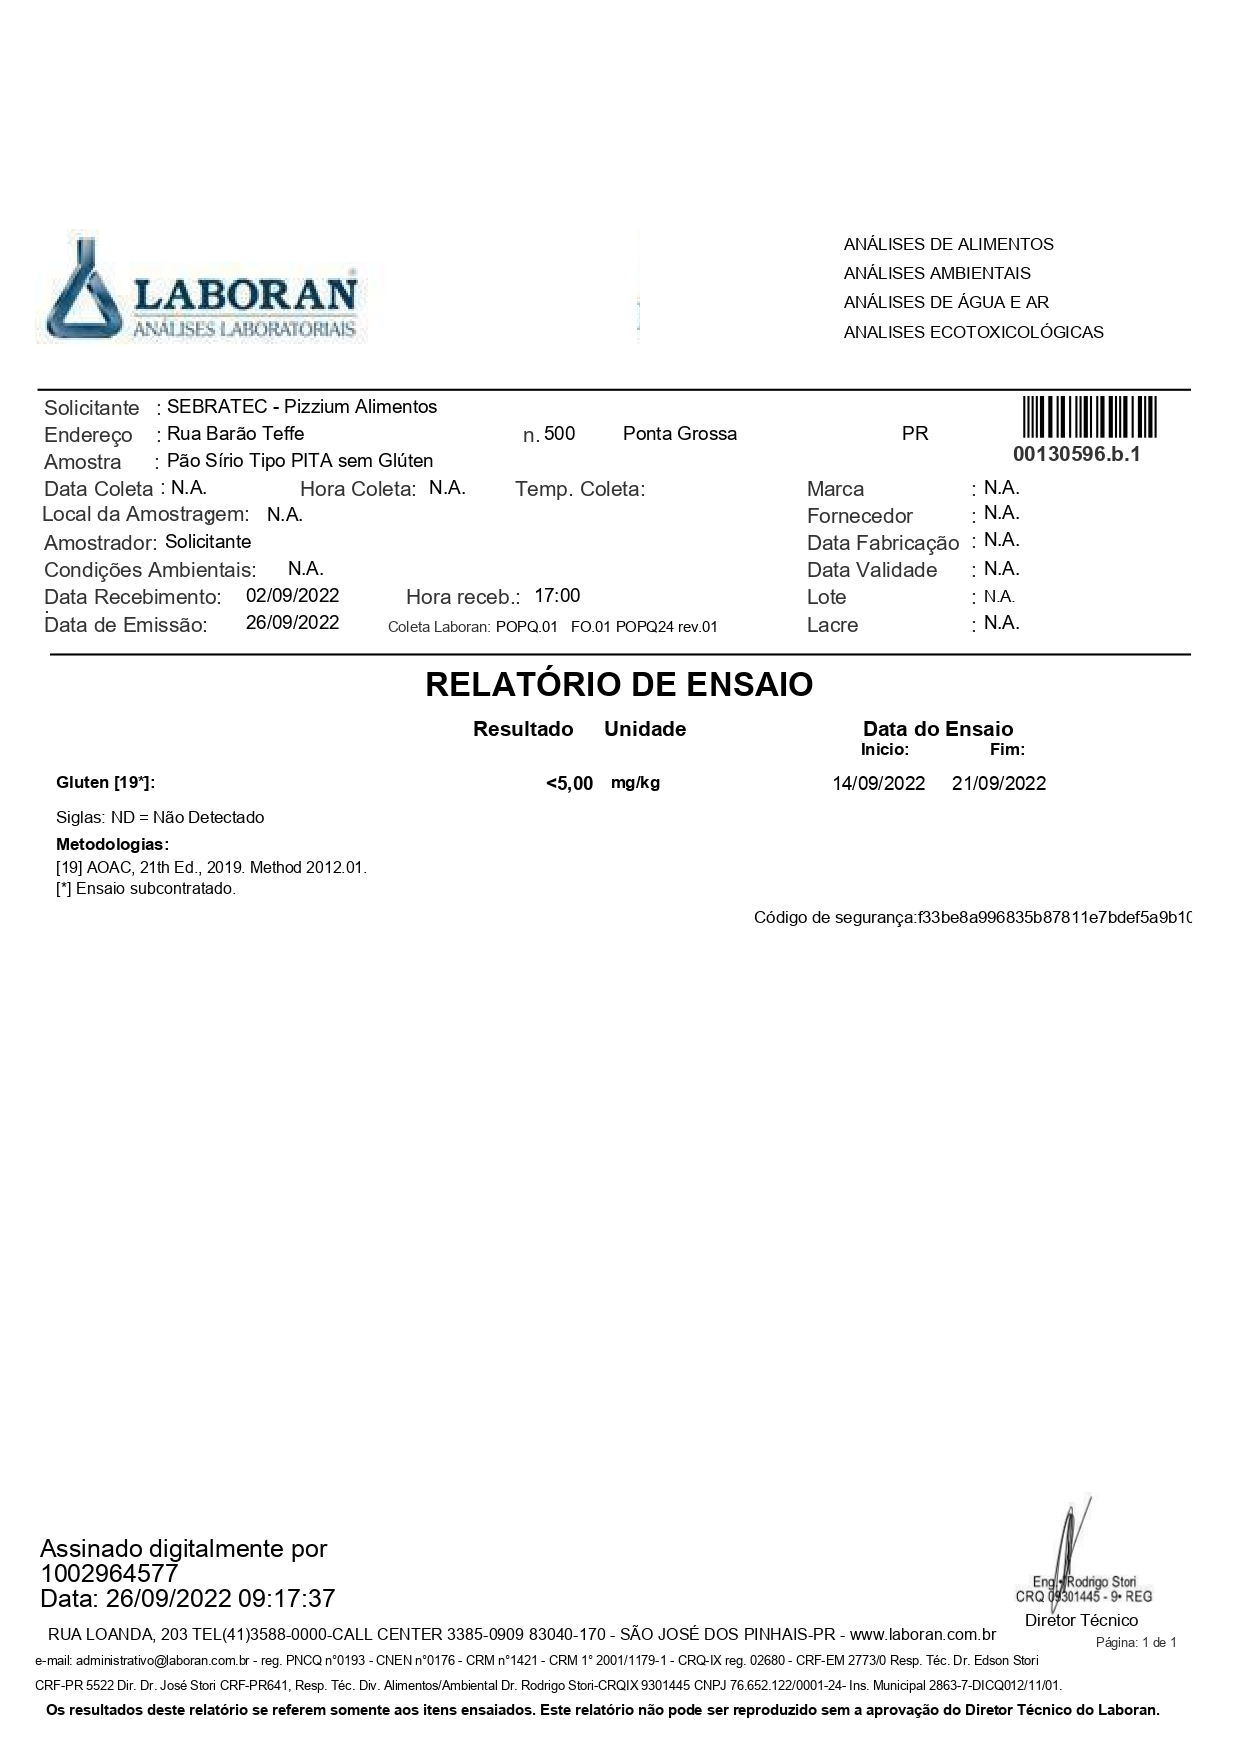 LABORAN
ANÁLISES LABORATORIAIS
ANÁLISES DE ALIMENTOS
ANÁLISES AMBIENTAIS
ANÁLISES DE ÁGUA E AR
ANALISES ECOTOXICOLÓGICAS
Solicitante : SEBRATEC - Pizzium Alimentos
Endereço : Rua Barão Teffe n. 500 Ponta Grossa PR
00130596.b.1
Amostra : Pão Sírio Tipo PITA sem Glúten
Data Coleta : N.A. Hora Coleta: N.A. Temp. Coleta: Marca : N.A.
Local da Amostragem: N.A. Fornecedor : N.A.
Amostrador: Solicitante Data Fabricação : N.A.
Condições Ambientais: N.A. Data Validade : N.A.
Data Recebimento: 02/09/2022 Hora receb.: 17:00 Lote : N.A.
Data de Emissão: 26/09/2022 Coleta Laboran: POPQ.01 FO.01 POPQ24 rev.01 Lacre : N.A.
RELATÓRIO DE ENSAIO
Resultado Unidade Data do Ensaio
Inicio: Fim:
Gluten [19*]: <5,00 mg/kg 14/09/2022 21/09/2022
Siglas: ND = Não Detectado
Metodologias:
[19] AOAC, 21th Ed., 2019. Method 2012.01.
[*] Ensaio subcontratado.
Código de segurança:f33be8a996835b87811e7bdef5a9b10
Assinado digitalmente por
1002964577
Data: 26/09/2022 09:17:37
Eng.º Rodrigo Stori
CRQ 09301445 - 9ª REG
Diretor Técnico
RUA LOANDA, 203 TEL(41)3588-0000-CALL CENTER 3385-0909 83040-170 - SÃO JOSÉ DOS PINHAIS-PR - www.laboran.com.br
Página: 1 de 1
e-mail: administrativo@laboran.com.br - reg. PNCQ n°0193 - CNEN n°0176 - CRM n°1421 - CRM 1° 2001/1179-1 - CRQ-IX reg. 02680 - CRF-EM 2773/0 Resp. Téc. Dr. Edson Stori
CRF-PR 5522 Dir. Dr. José Stori CRF-PR641, Resp. Téc. Div. Alimentos/Ambiental Dr. Rodrigo Stori-CRQIX 9301445 CNPJ 76.652.122/0001-24- Ins. Municipal 2863-7-DICQ012/11/01.
Os resultados deste relatório se referem somente aos itens ensaiados. Este relatório não pode ser reproduzido sem a aprovação do Diretor Técnico do Laboran.